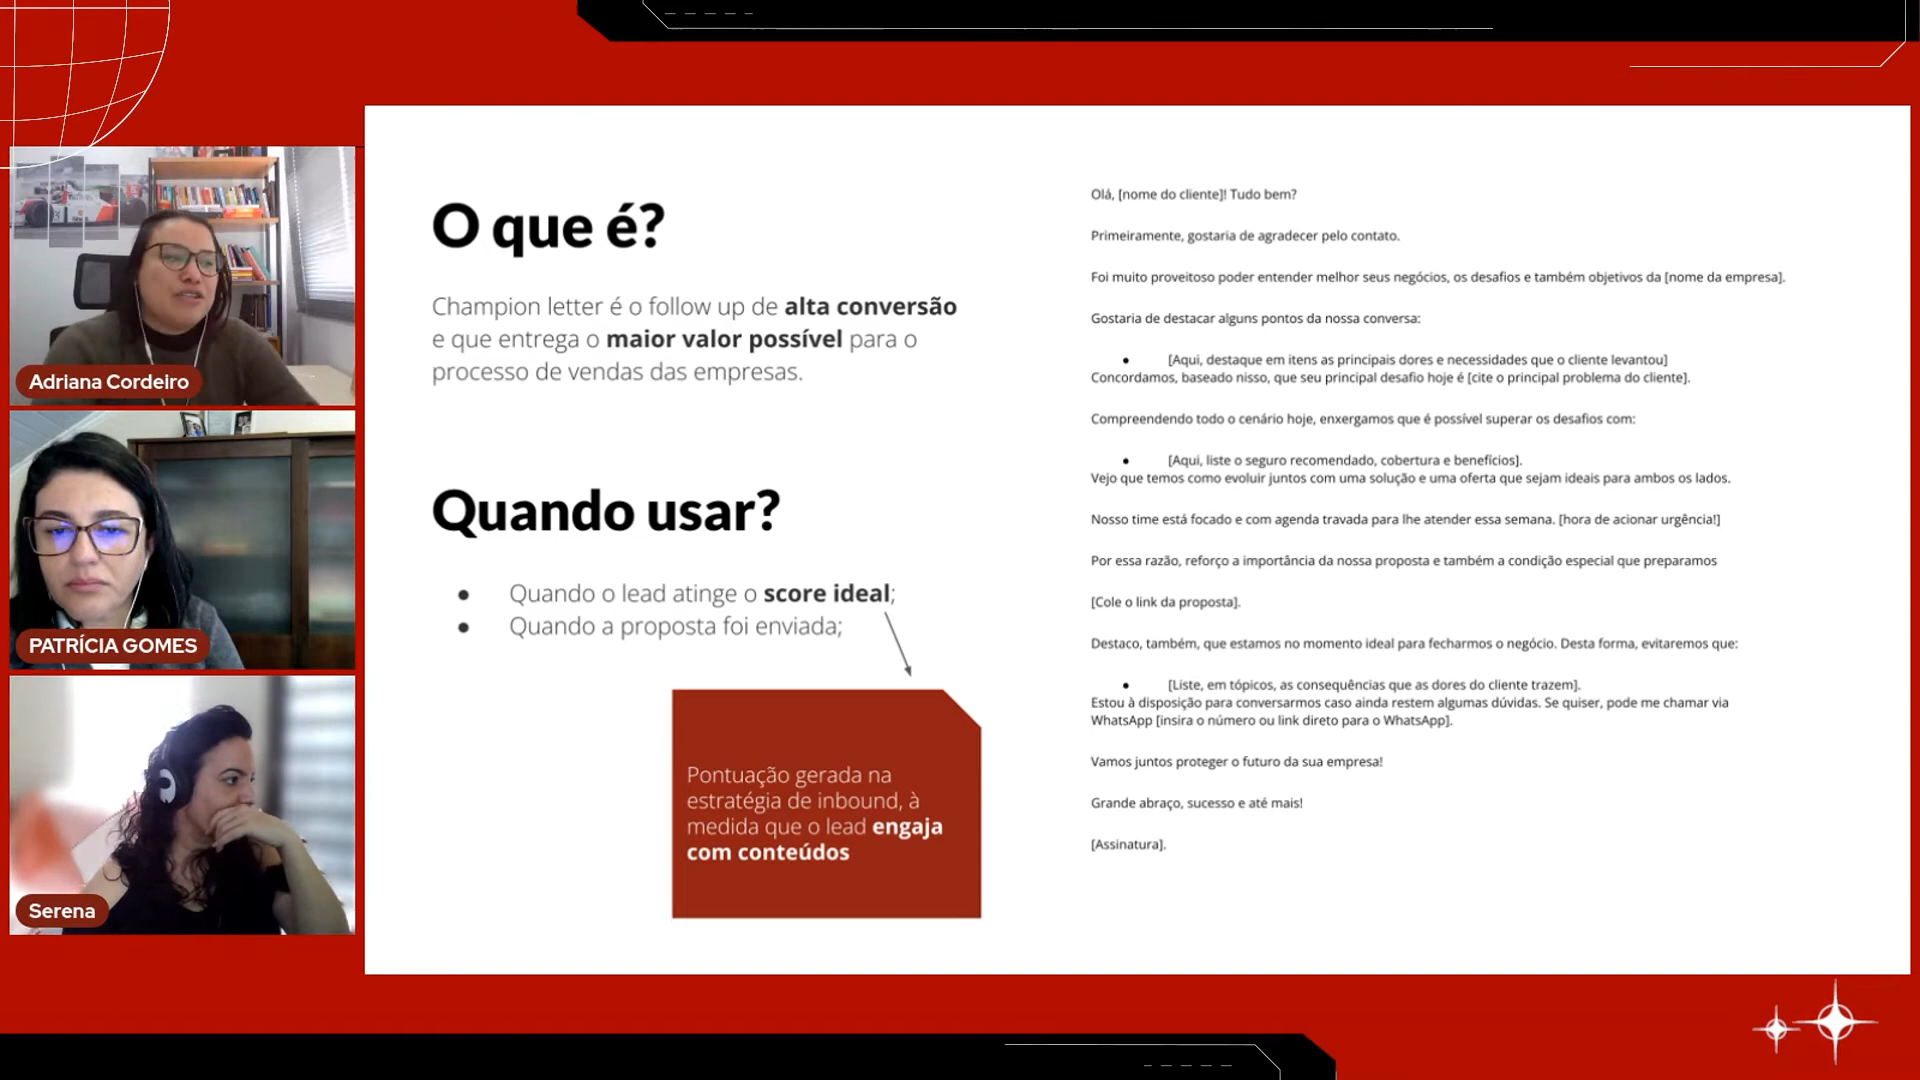 Adriana Cordeiro
PATRÍCIA GOMES
Serena
O que é?
Champion letter é o follow up de alta conversão
e que entrega o maior valor possível para o
processo de vendas das empresas.
Quando usar?
● Quando o lead atinge o score ideal;
● Quando a proposta foi enviada;
Pontuação gerada na
estratégia de inbound, à
medida que o lead engaja
com conteúdos
Olá, [nome do cliente]! Tudo bem?
Primeiramente, gostaria de agradecer pelo contato.
Foi muito proveitoso poder entender melhor seus negócios, os desafios e também objetivos da [nome da empresa].
Gostaria de destacar alguns pontos da nossa conversa:
● [Aqui, destaque em itens as principais dores e necessidades que o cliente levantou]
Concordamos, baseado nisso, que seu principal desafio hoje é [cite o principal problema do cliente].
Compreendendo todo o cenário hoje, enxergamos que é possível superar os desafios com:
● [Aqui, liste o seguro recomendado, cobertura e benefícios].
Vejo que temos como evoluir juntos com uma solução e uma oferta que sejam ideais para ambos os lados.
Nosso time está focado e com agenda travada para lhe atender essa semana. [hora de acionar urgência!]
Por essa razão, reforço a importância da nossa proposta e também a condição especial que preparamos
[Cole o link da proposta].
Destaco, também, que estamos no momento ideal para fecharmos o negócio. Desta forma, evitaremos que:
● [Liste, em tópicos, as consequências que as dores do cliente trazem].
Estou à disposição para conversarmos caso ainda restem algumas dúvidas. Se quiser, pode me chamar via
WhatsApp [insira o número ou link direto para o WhatsApp].
Vamos juntos proteger o futuro da sua empresa!
Grande abraço, sucesso e até mais!
[Assinatura].